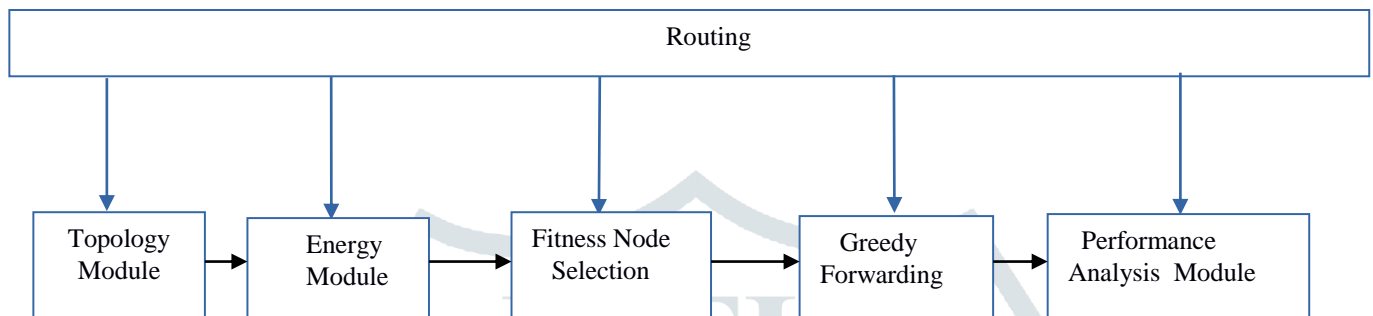 Routing
Topology
Module
Energy
Module
Fitness Node
Selection
Greedy
Forwarding
Performance
Analysis Module